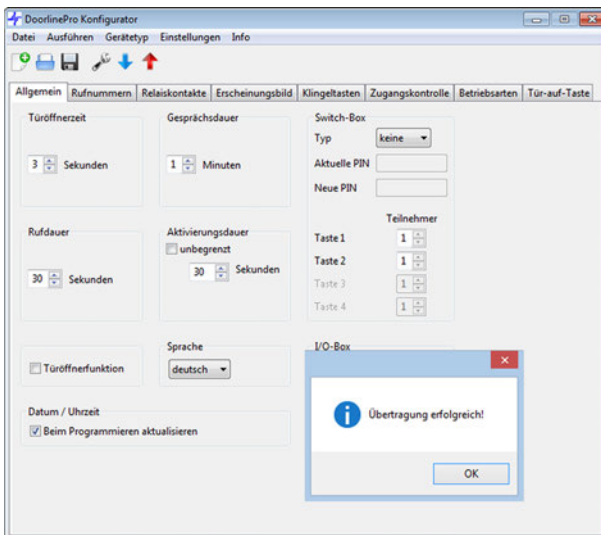 DoorlinePro Konfigurator
Datei Ausführen Gerätetyp Einstellungen Info
Allgemein Rufnummern Relaiskontakte Erscheinungsbild Klingeltasten Zugangskontrolle Betriebsarten Tür-auf-Taste
Türöffnerzeit Gesprächsdauer Switch-Box
Typ keine
3 Sekunden 1 Minuten Aktuelle PIN
Neue PIN
Teilnehmer
Rufdauer Aktivierungsdauer Taste 1 1
unbegrenzt
Taste 2 1
30 Sekunden 30 Sekunden
Taste 3 1
Taste 4 1
Sprache I/O-Box
Türöffnerfunktion deutsch
Datum / Uhrzeit Übertragung erfolgreich!
Beim Programmieren aktualisieren
OK